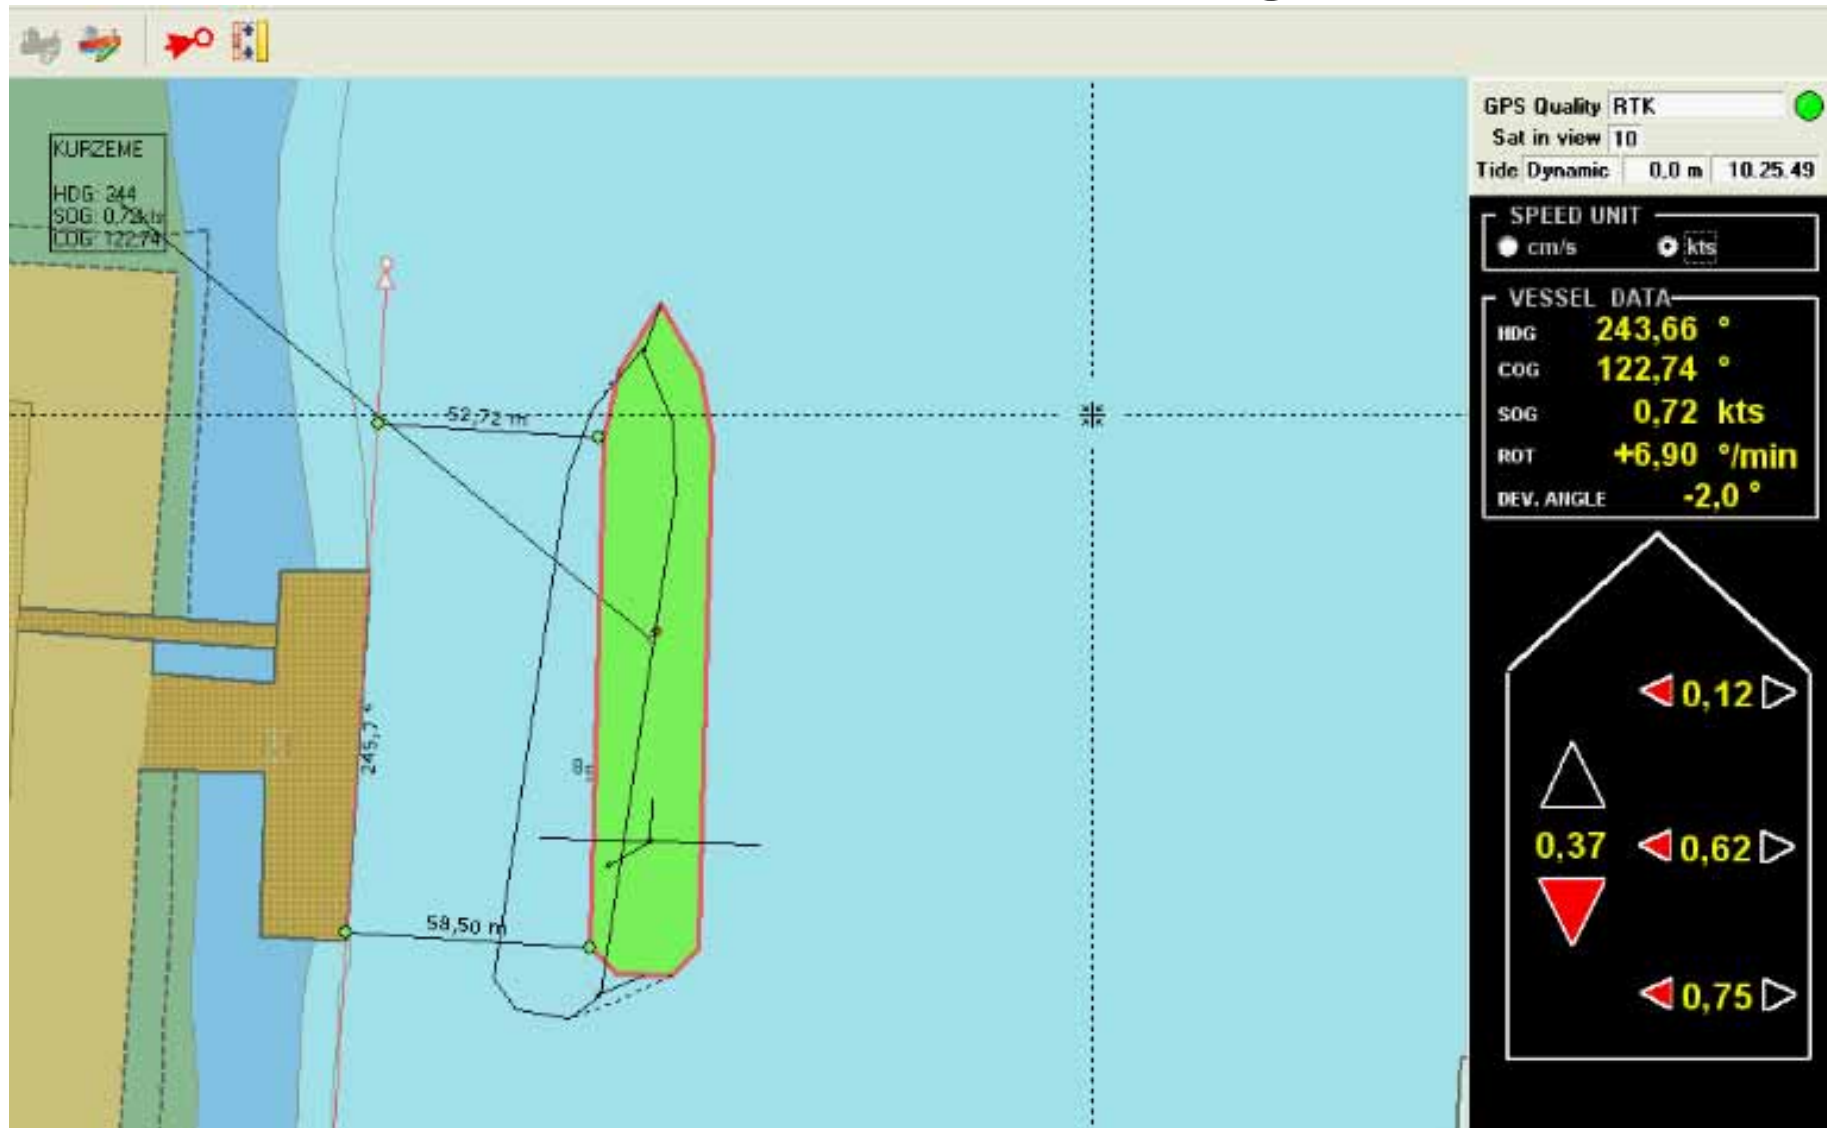 KURZEME
HDG: 244
SOG: 0,72kts
COG: 122,74
52,72 m
245,7 °
8
58,50 m
GPS Quality RTK
Sat in view 10
Tide Dynamic 0,0 m 10.25.49
SPEED UNIT
cm/s kts
VESSEL DATA
HDG 243,66 °
COG 122,74 °
SOG 0,72 kts
ROT +6,90 °/min
DEV. ANGLE -2,0 °
0,12
0,37 0,62
0,75